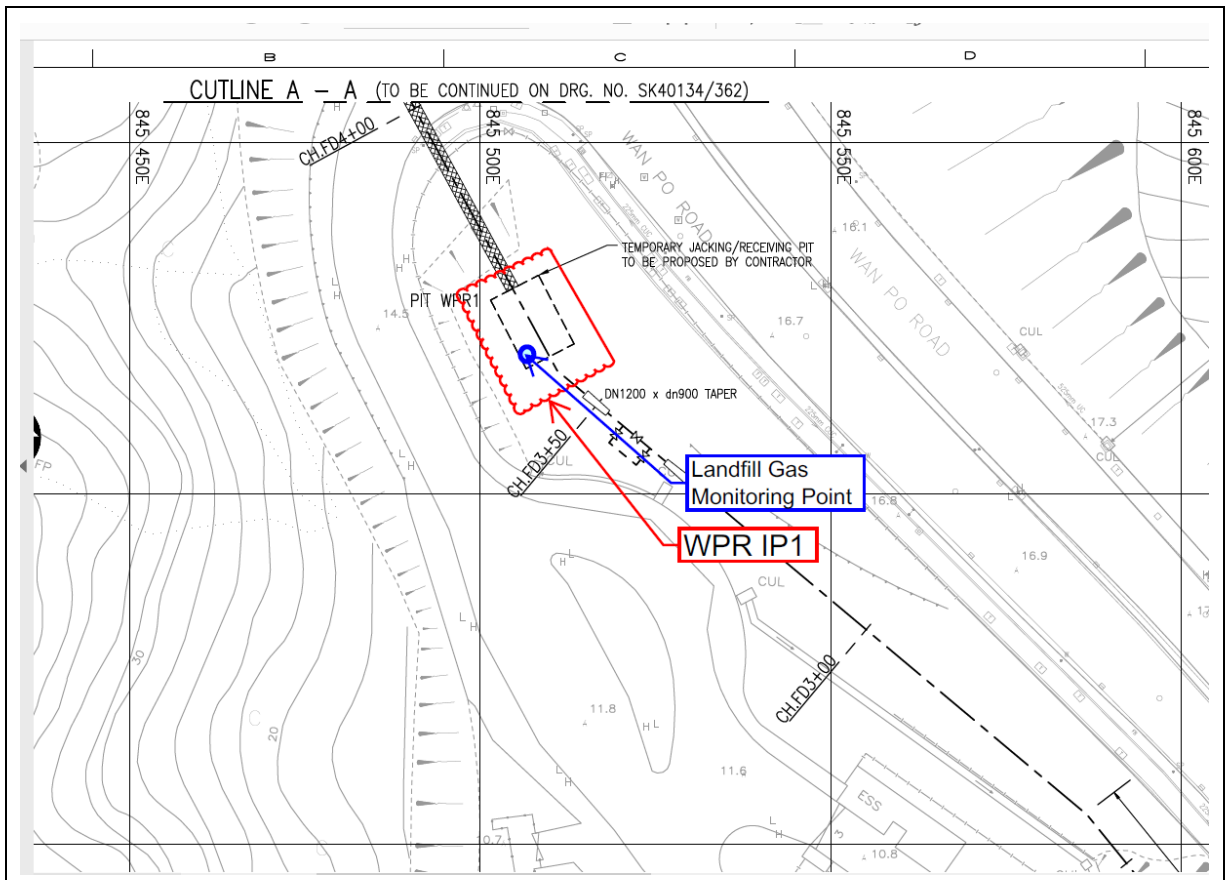 B
C
D
CUTLINE A – A (TO BE CONTINUED ON DRG. NO. SK40134/362)
845 450E
845 500E
845 550E
845 600E
CH.FD4+00
WAN PO ROAD
16.1
TEMPORARY JACKING/RECEIVING PIT
TO BE PROPOSED BY CONTRACTOR
WAN PO ROAD
PIT WPR1
14.5
16.7
CUL
DN1200 x dn900 TAPER
17.3
CUL
CH.FD3+50
CUL
FP
Landfill Gas
Monitoring Point
16.8
WPR IP1
16.9
CUL
30
CH.FD3+00
11.8
20
11.6
ESS
3
10.7
10.8
CUL